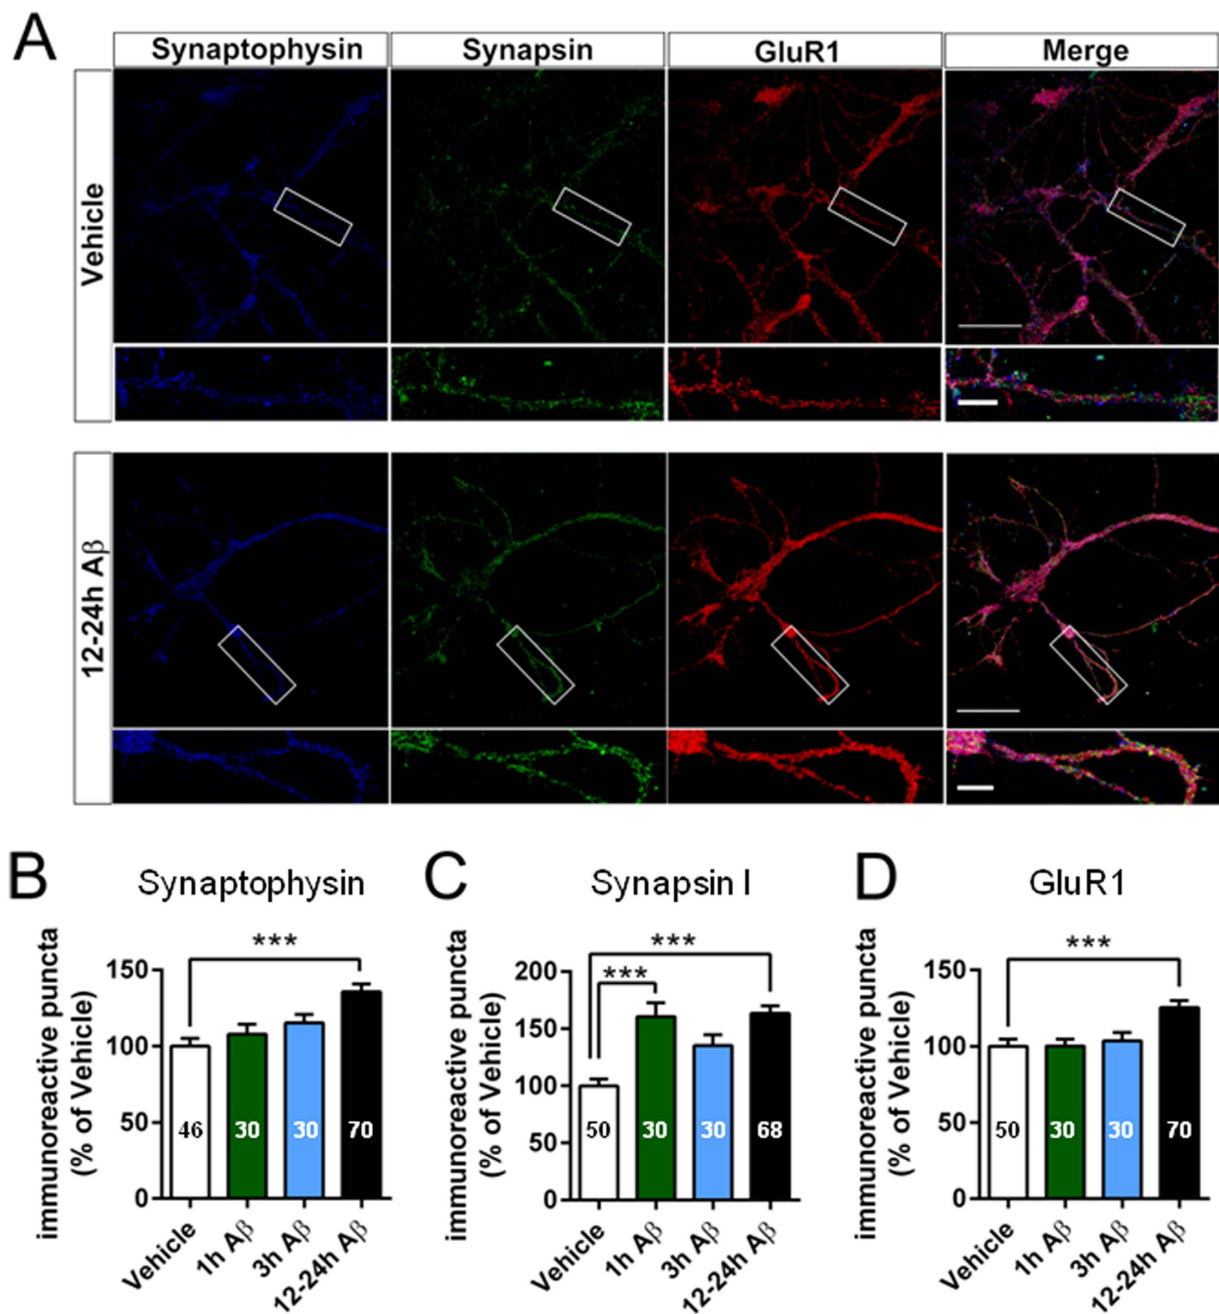 A
Synaptophysin Synapsin GluR1 Merge
Vehicle
12-24h Aβ
B Synaptophysin
immunoreactive puncta
(% of Vehicle)
150
100
50
0
***
46 30 30 70
Vehicle 1h Aβ 3h Aβ 12-24h Aβ
C Synapsin I
immunoreactive puncta
(% of Vehicle)
200
150
100
50
0
***
***
50 30 30 68
Vehicle 1h Aβ 3h Aβ 12-24h Aβ
D GluR1
immunoreactive puncta
(% of Vehicle)
150
100
50
0
***
50 30 30 70
Vehicle 1h Aβ 3h Aβ 12-24h Aβ